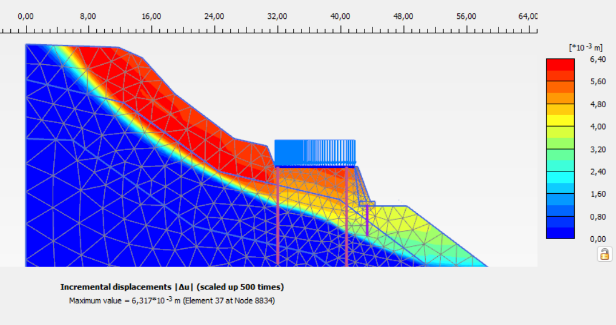 0,00 8,00 16,00 24,00 32,00 40,00 48,00 56,00 64,00
[*10 -3 m]
6,40
5,60
4,80
4,00
3,20
2,40
1,60
0,80
0,00
Incremental displacements |Δu| (scaled up 500 times)
Maximum value = 6,317*10 -3 m (Element 37 at Node 8834)